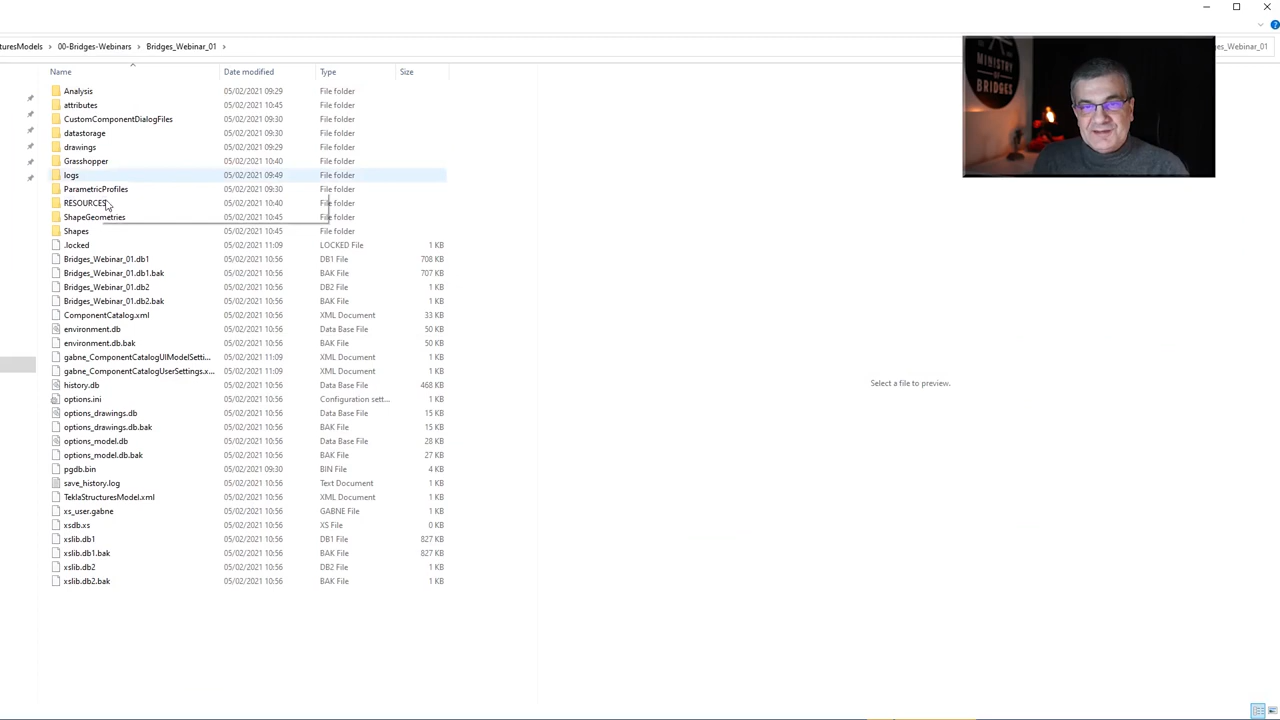 turesModels > 00-Bridges-Webinars > Bridges_Webinar_01 >
es_Webinar_01
MINISTRY
OF
BRIDGES
Name Date modified Type Size
Analysis 05/02/2021 09:29 File folder
attributes 05/02/2021 10:45 File folder
CustomComponentDialogFiles 05/02/2021 09:30 File folder
datastorage 05/02/2021 09:30 File folder
drawings 05/02/2021 09:29 File folder
Grasshopper 05/02/2021 10:40 File folder
logs 05/02/2021 09:49 File folder
ParametricProfiles 05/02/2021 09:30 File folder
RESOURCES 05/02/2021 10:40 File folder
ShapeGeometries 05/02/2021 10:45 File folder
Shapes 05/02/2021 10:45 File folder
.locked 05/02/2021 11:09 LOCKED File 1 KB
Bridges_Webinar_01.db1 05/02/2021 10:56 DB1 File 708 KB
Bridges_Webinar_01.db1.bak 05/02/2021 10:56 BAK File 707 KB
Bridges_Webinar_01.db2 05/02/2021 10:56 DB2 File 1 KB
Bridges_Webinar_01.db2.bak 05/02/2021 10:56 BAK File 1 KB
ComponentCatalog.xml 05/02/2021 10:56 XML Document 33 KB
environment.db 05/02/2021 10:56 Data Base File 50 KB
environment.db.bak 05/02/2021 10:56 BAK File 50 KB
gabne_ComponentCatalogUIModelSetti... 05/02/2021 11:09 XML Document 1 KB
gabne_ComponentCatalogUserSettings.x... 05/02/2021 11:09 XML Document 1 KB
history.db 05/02/2021 10:56 Data Base File 468 KB
Select a file to preview.
options.ini 05/02/2021 10:56 Configuration sett... 1 KB
options_drawings.db 05/02/2021 10:56 Data Base File 15 KB
options_drawings.db.bak 05/02/2021 10:56 BAK File 15 KB
options_model.db 05/02/2021 10:56 Data Base File 28 KB
options_model.db.bak 05/02/2021 10:56 BAK File 27 KB
pgdb.bin 05/02/2021 09:30 BIN File 4 KB
save_history.log 05/02/2021 10:56 Text Document 1 KB
TeklaStructuresModel.xml 05/02/2021 10:56 XML Document 1 KB
xs_user.gabne 05/02/2021 10:56 GABNE File 1 KB
xsdb.xs 05/02/2021 10:56 XS File 0 KB
xslib.db1 05/02/2021 10:56 DB1 File 827 KB
xslib.db1.bak 05/02/2021 10:56 BAK File 827 KB
xslib.db2 05/02/2021 10:56 DB2 File 1 KB
xslib.db2.bak 05/02/2021 10:56 BAK File 1 KB